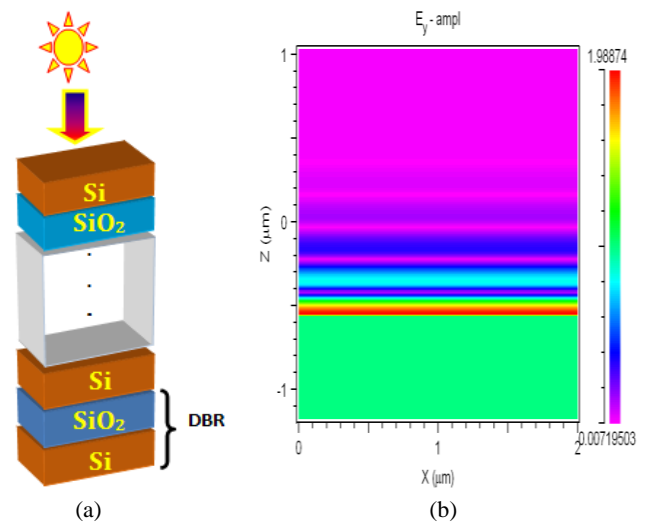 Si
SiO₂
Si
SiO₂
Si
DBR
(a)
E_y - ampl
1.98874
1
0
-1
Z (μm)
0.00719503
0
1
2
X (μm)
(b)